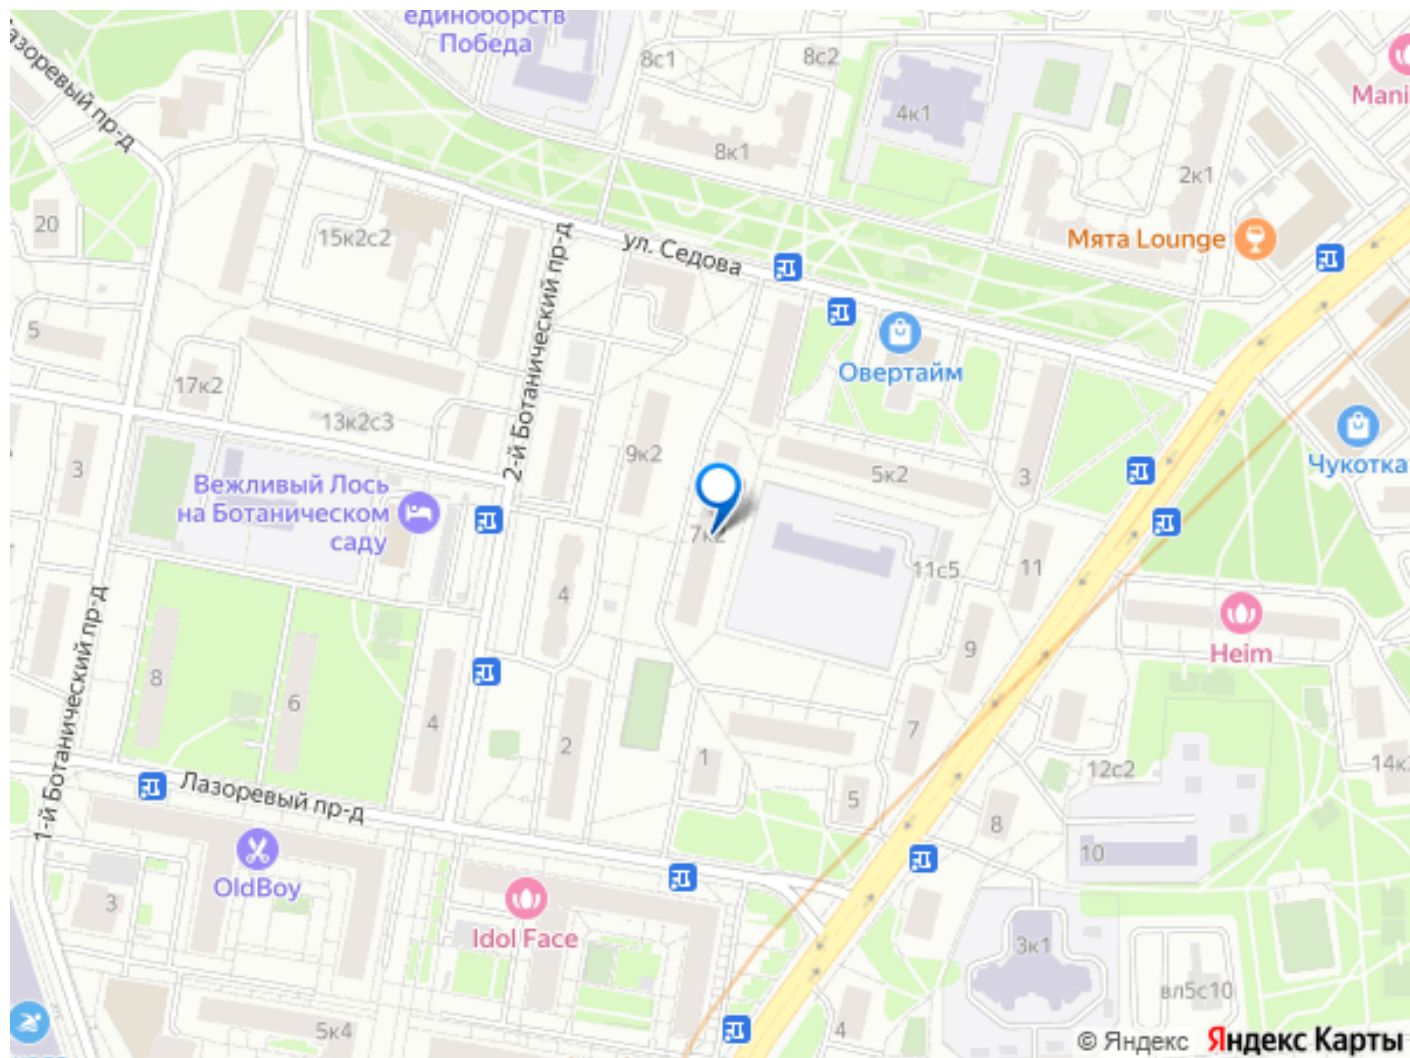 единоборств
Победа
8с1
8с2
Mani
4к1
8к1
2к1
Лазоревый пр-д
20
15к2с2
Мята Lounge
ул. Седова
2-й Ботанический пр-д
5
Овертайм
17к2
13к2с3
3
9к2
5к2
3
Чукотка
Вежливый Лось
на Ботаническом
саду
7к2
11с5
11
4
Heim
9
8
6
4
2
1
7
12с2
14к
5
8
10
1-й Ботанический пр-д
Лазоревый пр-д
OldBoy
3
Idol Face
3к1
вл5с10
5к4
4
© Яндекс Яндекс Карты